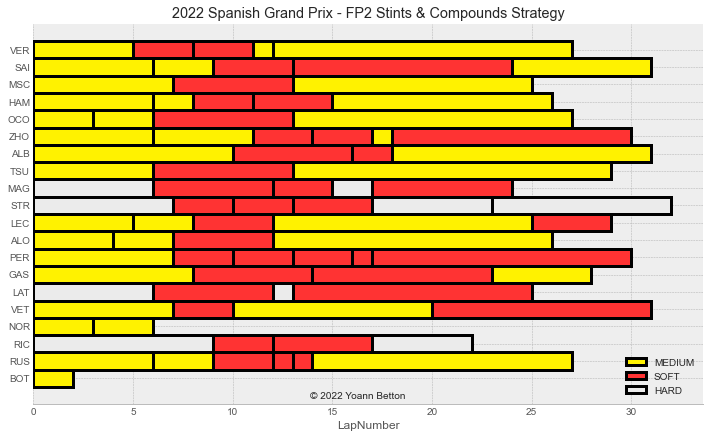 2022 Spanish Grand Prix - FP2 Stints & Compounds Strategy
VER
SAI
MSC
HAM
OCO
ZHO
ALB
TSU
MAG
STR
LEC
ALO
PER
GAS
LAT
VET
NOR
RIC
RUS
BOT
MEDIUM
SOFT
HARD
© 2022 Yoann Betton
0 5 10 15 20 25 30
LapNumber